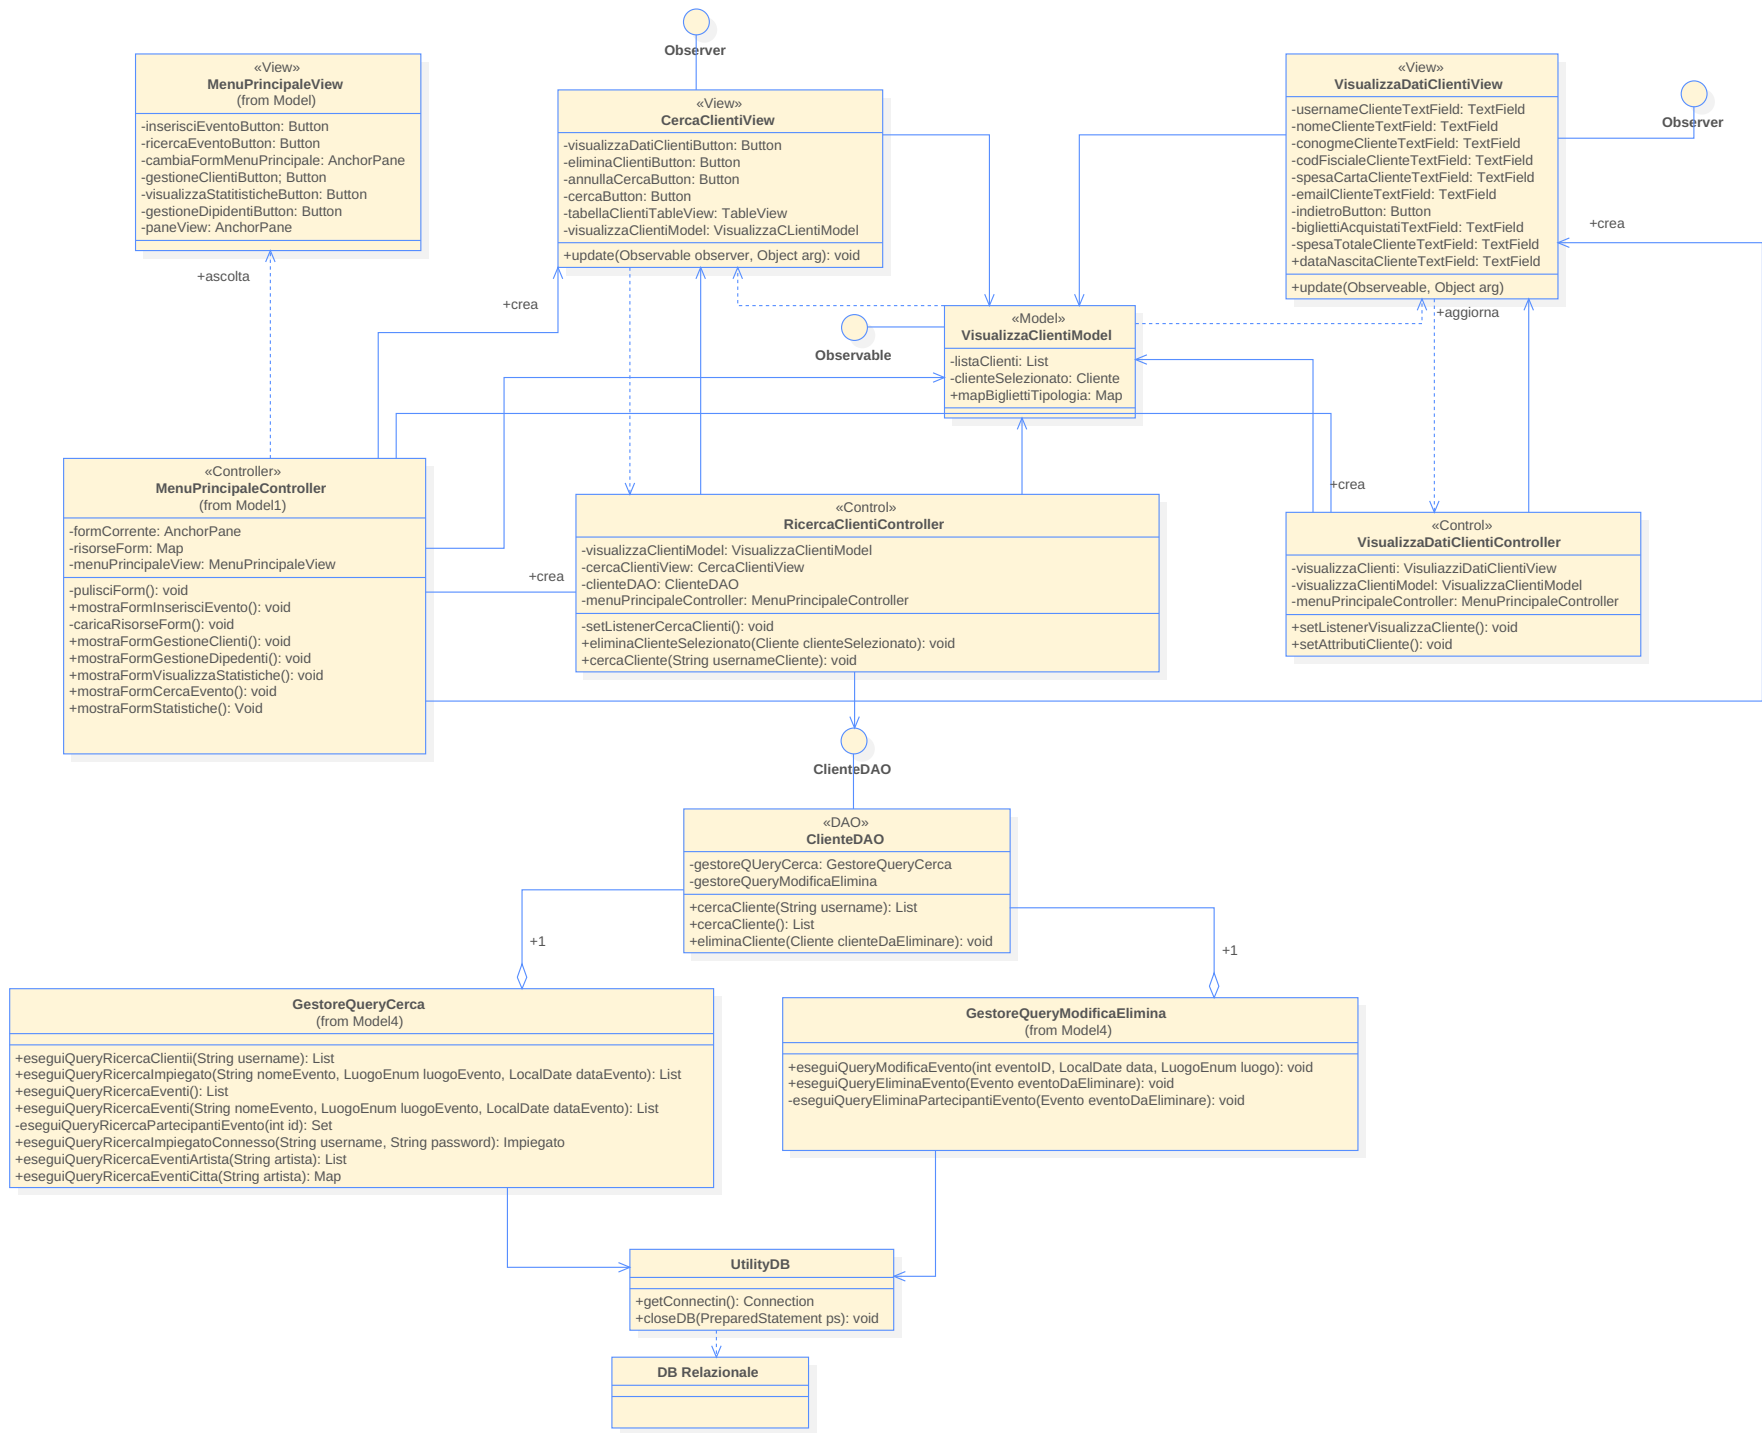 Observer
«View»
MenuPrincipaleView
(from Model)
-inserisciEventoButton: Button
-ricercaEventoButton: Button
-cambiaFormMenuPrincipale: AnchorPane
-gestioneClientiButton; Button
-visualizzaStatitisticheButton: Button
-gestioneDipidentiButton: Button
-paneView: AnchorPane
+ascolta
«View»
CercaClientiView
-visualizzaDatiClientiButton: Button
-eliminaClientiButton: Button
-annullaCercaButton: Button
-cercaButton: Button
-tabellaClientiTableView: TableView
-visualizzaClientiModel: VisualizzaCLientiModel
+update(Observable observer, Object arg): void
«View»
VisualizzaDatiClientiView
-usernameClienteTextField: TextField
-nomeClienteTextField: TextField
-conogmeClienteTextField: TextField
-codFiscialeClienteTextField: TextField
-spesaCartaClienteTextField: TextField
-emailClienteTextField: TextField
-indietroButton: Button
-bigliettiAcquistatiTextField: TextField
-spesaTotaleClienteTextField: TextField
+dataNascitaClienteTextField: TextField
+update(Observeable, Object arg)
Observer
+crea
+crea
+aggiorna
Observable
«Model»
VisualizzaClientiModel
-listaClienti: List
-clienteSelezionato: Cliente
+mapBigliettiTipologia: Map
«Controller»
MenuPrincipaleController
(from Model1)
-formCorrente: AnchorPane
-risorseForm: Map
-menuPrincipaleView: MenuPrincipaleView
-pulisciForm(): void
+mostraFormInserisciEvento(): void
-caricaRisorseForm(): void
+mostraFormGestioneClienti(): void
+mostraFormGestioneDipedenti(): void
+mostraFormVisualizzaStatistiche(): void
+mostraFormCercaEvento(): void
+mostraFormStatistiche(): Void
+crea
«Control»
RicercaClientiController
-visualizzaClientiModel: VisualizzaClientiModel
-cercaClientiView: CercaClientiView
-clienteDAO: ClienteDAO
-menuPrincipaleController: MenuPrincipaleController
-setListenerCercaClienti(): void
+eliminaClienteSelezionato(Cliente clienteSelezionato): void
+cercaCliente(String usernameCliente): void
+crea
«Control»
VisualizzaDatiClientiController
-visualizzaClienti: VisuliazziDatiClientiView
-visualizzaClientiModel: VisualizzaClientiModel
-menuPrincipaleController: MenuPrincipaleController
+setListenerVisualizzaCliente(): void
+setAttributiCliente(): void
ClienteDAO
«DAO»
ClienteDAO
-gestoreQUeryCerca: GestoreQueryCerca
-gestoreQueryModificaElimina
+cercaCliente(String username): List
+cercaCliente(): List
+eliminaCliente(Cliente clienteDaEliminare): void
+1
+1
GestoreQueryCerca
(from Model4)
+eseguiQueryRicercaClientii(String username): List
+eseguiQueryRicercaImpiegato(String nomeEvento, LuogoEnum luogoEvento, LocalDate dataEvento): List
+eseguiQueryRicercaEventi(): List
+eseguiQueryRicercaEventi(String nomeEvento, LuogoEnum luogoEvento, LocalDate dataEvento): List
-eseguiQueryRicercaPartecipantiEvento(int id): Set
+eseguiQueryRicercaImpiegatoConnesso(String username, String password): Impiegato
+eseguiQueryRicercaEventiArtista(String artista): List
+eseguiQueryRicercaEventiCitta(String artista): Map
GestoreQueryModificaElimina
(from Model4)
+eseguiQueryModificaEvento(int eventoID, LocalDate data, LuogoEnum luogo): void
+eseguiQueryEliminaEvento(Evento eventoDaEliminare): void
-eseguiQueryEliminaPartecipantiEvento(Evento eventoDaEliminare): void
UtilityDB
+getConnectin(): Connection
+closeDB(PreparedStatement ps): void
DB Relazionale